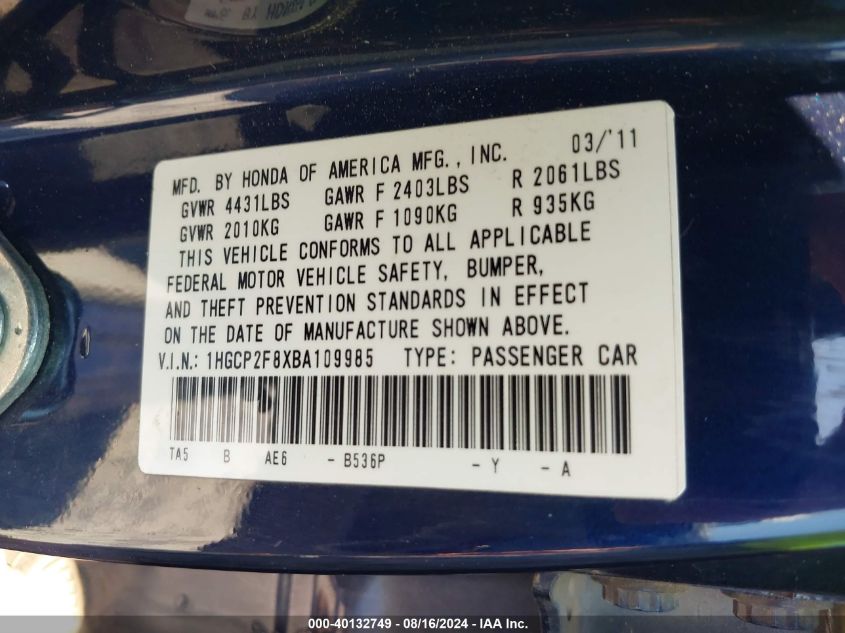 MFD. BY HONDA OF AMERICA MFG., INC. 03/'11
GVWR 4431LBS GAWR F 2403LBS R 2061LBS
GVWR 2010KG GAWR F 1090KG R 935KG
THIS VEHICLE CONFORMS TO ALL APPLICABLE
FEDERAL MOTOR VEHICLE SAFETY, BUMPER,
AND THEFT PREVENTION STANDARDS IN EFFECT
ON THE DATE OF MANUFACTURE SHOWN ABOVE.
V.I.N.: 1HGCP2F8XBA109985 TYPE: PASSENGER CAR
TA5 B AE6 -B536P -Y -A
000-40132749 - 08/16/2024 - IAA Inc.